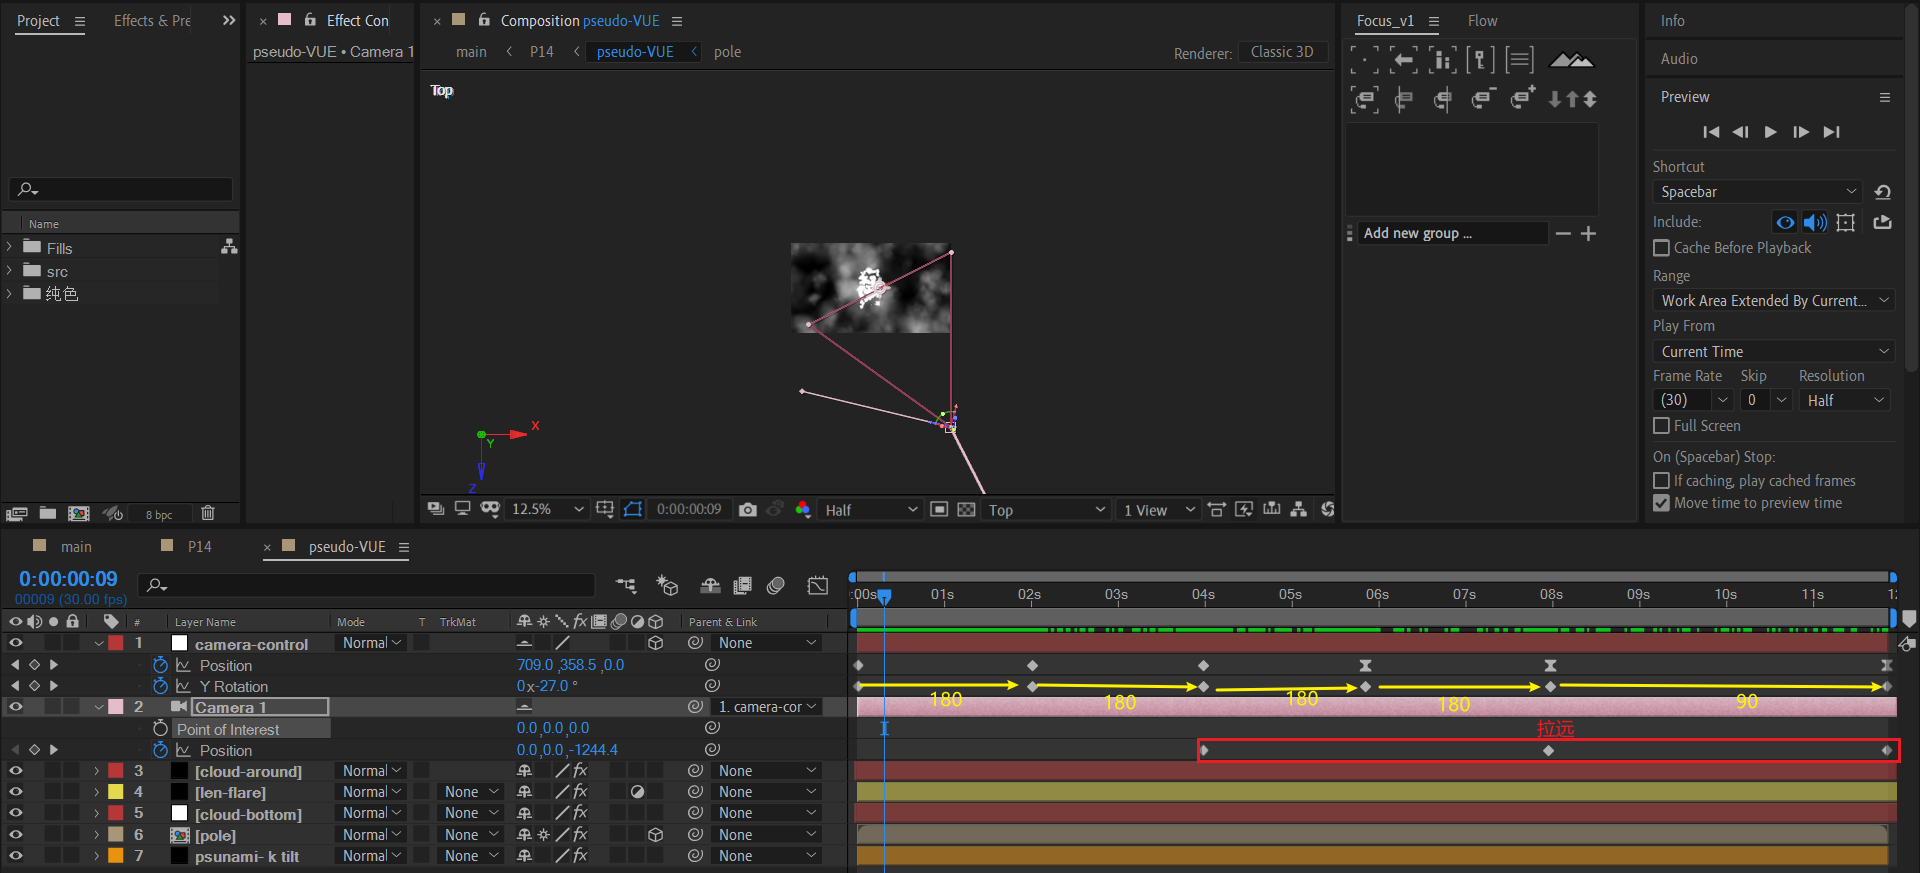 Project
Effects & Pre
Effect Con
Composition pseudo-VUE
Focus_v1
Flow
Info
pseudo-VUE • Camera 1
main
P14
pseudo-VUE
pole
Renderer:
Classic 3D
Audio
Top
Preview
Shortcut
Spacebar
Include:
Cache Before Playback
Range
Work Area Extended By Current...
Play From
Current Time
Frame Rate
Skip
Resolution
(30)
0
Half
Full Screen
On (Spacebar) Stop:
If caching, play cached frames
Move time to preview time
Add new group ...
Name
Fills
src
纯色
X
Y
Z
8 bpc
12.5%
0:00:00:09
Half
Top
1 View
main
P14
pseudo-VUE
0:00:00:09
00009 (30.00 fps)
:00s
01s
02s
03s
04s
05s
06s
07s
08s
09s
10s
11s
12
#
Layer Name
Mode
T
TrkMat
fx
Parent & Link
1
camera-control
Normal
None
Position
709.0 ,358.5 ,0.0
Y Rotation
0x-27.0 °
180
180
180
180
90
2
Camera 1
1. camera-cor
Point of Interest
0.0,0.0,0.0
拉远
Position
0.0,0.0,-1244.4
3
[cloud-around]
Normal
fx
None
4
[len-flare]
Normal
None
fx
None
5
[cloud-bottom]
Normal
None
fx
None
6
[pole]
Normal
None
fx
None
7
psunami- k tilt
Normal
None
fx
None